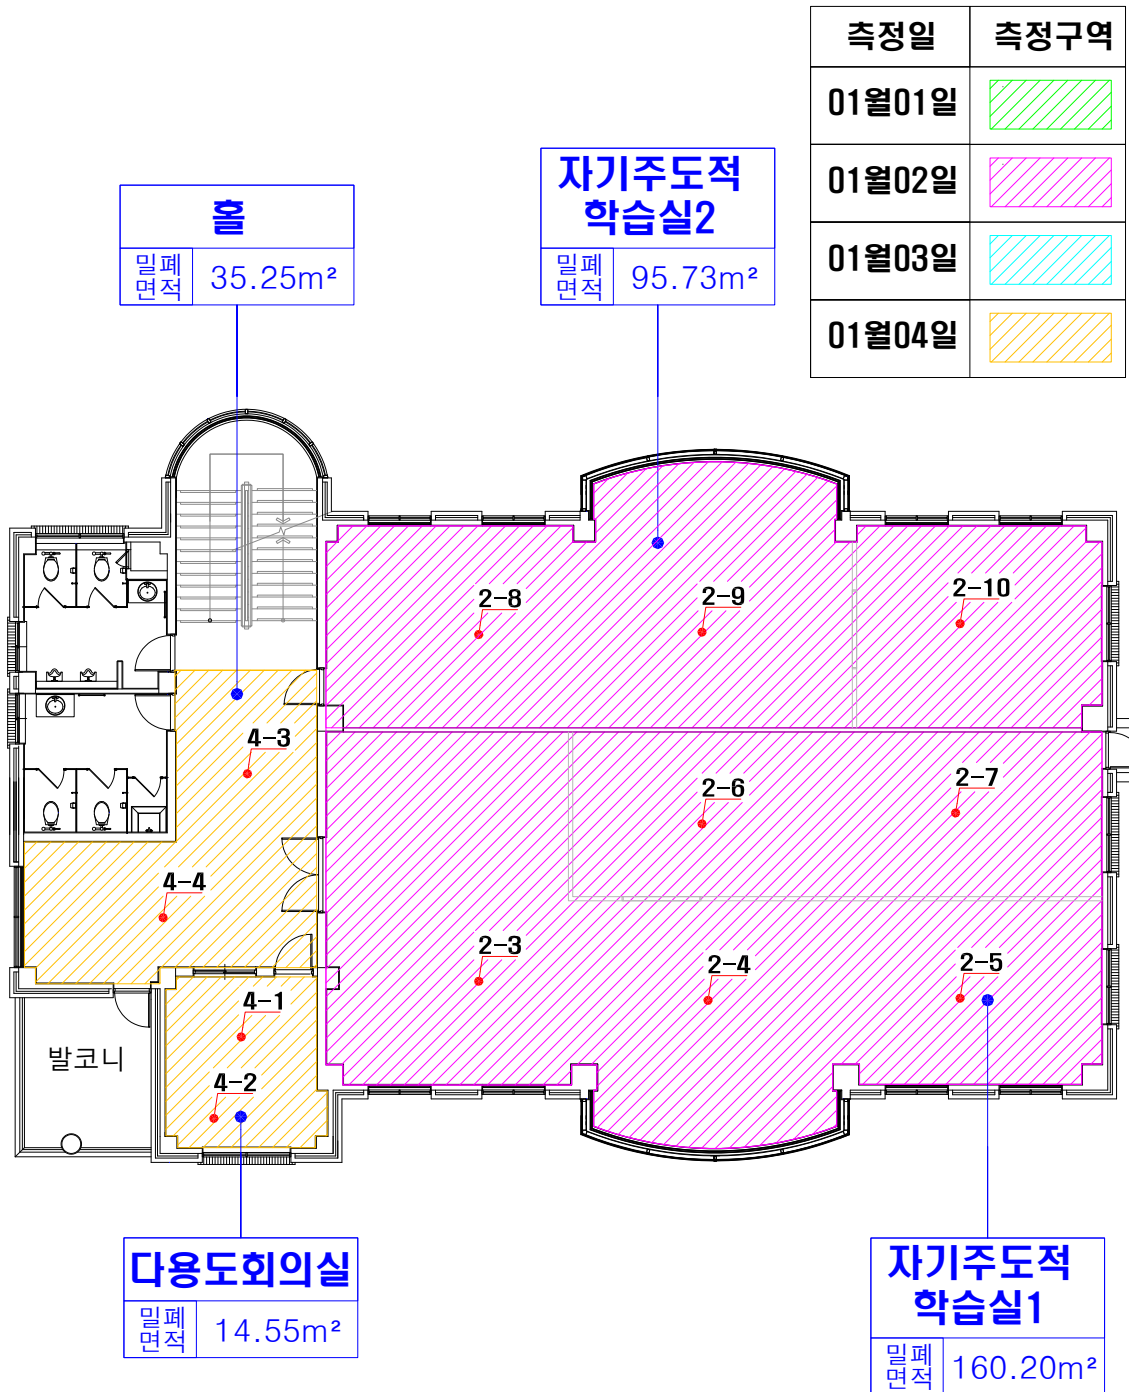 측정일 측정구역
01월01일
01월02일
01월03일
01월04일
자기주도적
학습실2
밀폐
면적
95.73m²
홀
밀폐
면적
35.25m²
2-8
2-9
2-10
4-3
2-6
2-7
4-4
2-3
2-4
2-5
4-1
발코니
4-2
다용도회의실
밀폐
면적
14.55m²
자기주도적
학습실1
밀폐
면적
160.20m²